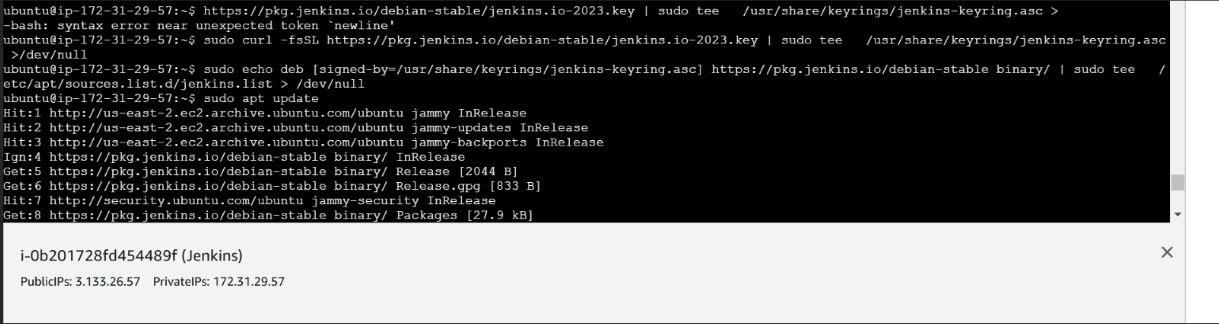 ubuntu@ip-172-31-29-57:~$ https://pkg.jenkins.io/debian-stable/jenkins.io-2023.key | sudo tee   /usr/share/keyrings/jenkins-keyring.asc >
-bash: syntax error near unexpected token `newline'
ubuntu@ip-172-31-29-57:~$ sudo curl -fsSL https://pkg.jenkins.io/debian-stable/jenkins.io-2023.key | sudo tee   /usr/share/keyrings/jenkins-keyring.asc
 >/dev/null
ubuntu@ip-172-31-29-57:~$ sudo echo deb [signed-by=/usr/share/keyrings/jenkins-keyring.asc] https://pkg.jenkins.io/debian-stable binary/ | sudo tee   /
etc/apt/sources.list.d/jenkins.list > /dev/null
ubuntu@ip-172-31-29-57:~$ sudo apt update
Hit:1 http://us-east-2.ec2.archive.ubuntu.com/ubuntu jammy InRelease
Hit:2 http://us-east-2.ec2.archive.ubuntu.com/ubuntu jammy-updates InRelease
Hit:3 http://us-east-2.ec2.archive.ubuntu.com/ubuntu jammy-backports InRelease
Ign:4 https://pkg.jenkins.io/debian-stable binary/ InRelease
Get:5 https://pkg.jenkins.io/debian-stable binary/ Release [2044 B]
Get:6 https://pkg.jenkins.io/debian-stable binary/ Release.gpg [833 B]
Hit:7 http://security.ubuntu.com/ubuntu jammy-security InRelease
Get:8 https://pkg.jenkins.io/debian-stable binary/ Packages [27.9 kB]
i-0b201728fd454489f (Jenkins)
PublicIPs: 3.133.26.57    PrivateIPs: 172.31.29.57